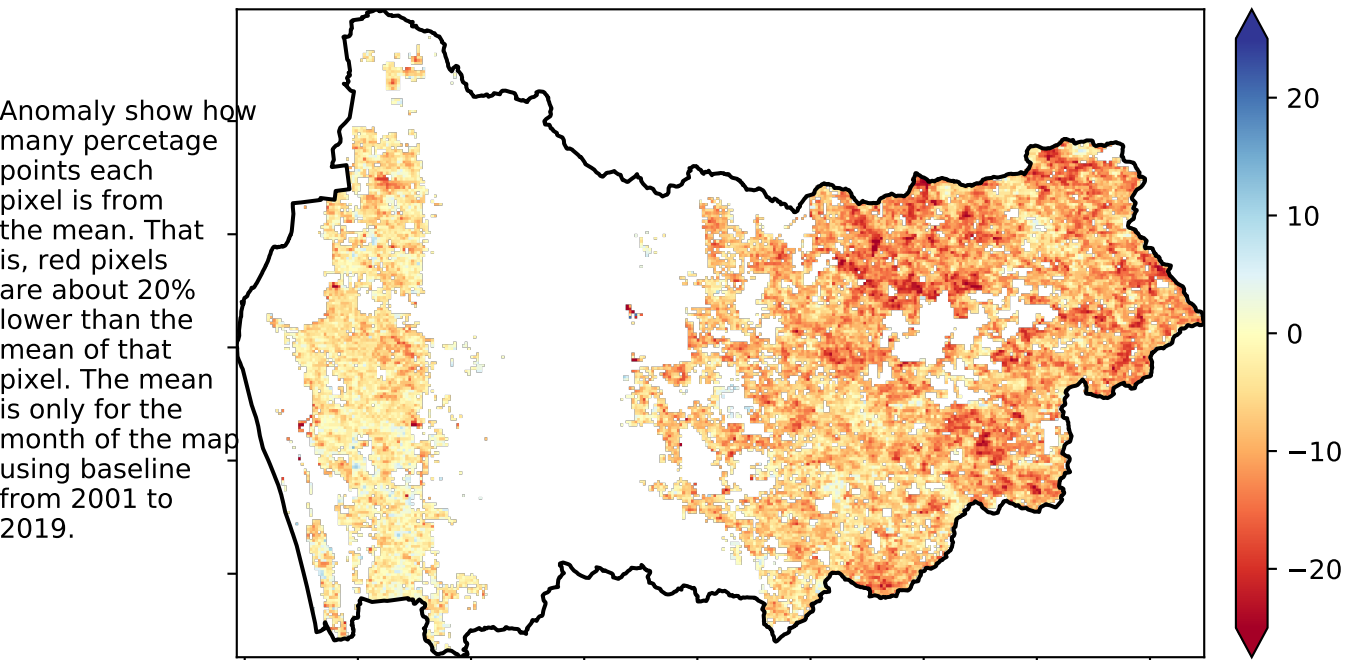 Anomaly show how
many percetage
points each
pixel is from
the mean. That
is, red pixels
are about 20%
lower than the
mean of that
pixel. The mean
is only for the
month of the map
using baseline
from 2001 to
2019.
20
10
0
−10
−20